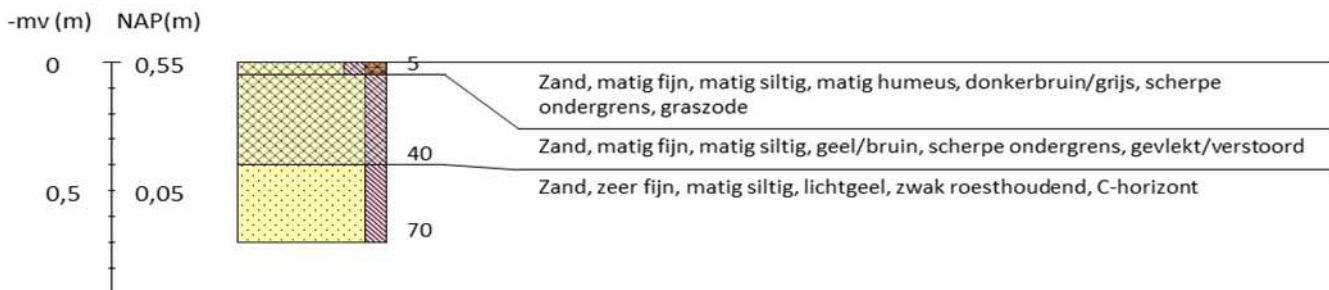 -mv (m) NAP(m)
0 0,55 5
Zand, matig fijn, matig siltig, matig humeus, donkerbruin/grijs, scherpe
ondergrens, graszode
40 Zand, matig fijn, matig siltig, geel/bruin, scherpe ondergrens, gevlekt/verstoord
0,5 0,05 Zand, zeer fijn, matig siltig, lichtgeel, zwak roesthoudend, C-horizont
70